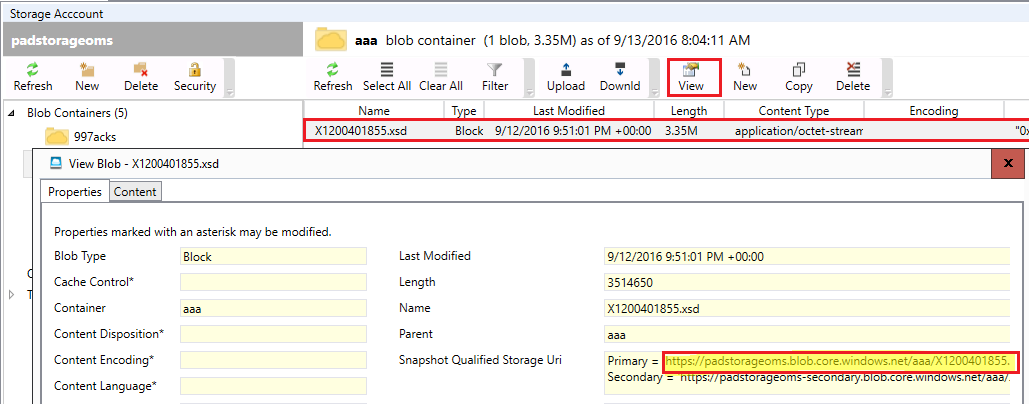 Storage Acccount
padstorageoms
aaa blob container (1 blob, 3.35M) as of 9/13/2016 8:04:11 AM
Refresh New Delete Security Refresh Select All Clear All Filter Upload Downld View New Copy Delete
Blob Containers (5)
997acks
Name Type Last Modified Length Content Type Encoding
X1200401855.xsd Block 9/12/2016 9:51:01 PM +00:00 3.35M application/octet-stream "0x
View Blob - X1200401855.xsd
x
Properties Content
Properties marked with an asterisk may be modified.
Blob Type Block Last Modified 9/12/2016 9:51:01 PM +00:00
Cache Control* Length 3514650
Container aaa Name X1200401855.xsd
Content Disposition* Parent aaa
Content Encoding* Snapshot Qualified Storage Uri Primary = https://padstorageoms.blob.core.windows.net/aaa/X1200401855.
Content Language* Secondary = 'https://padstorageoms-secondary.blob.core.windows.net/aaa/